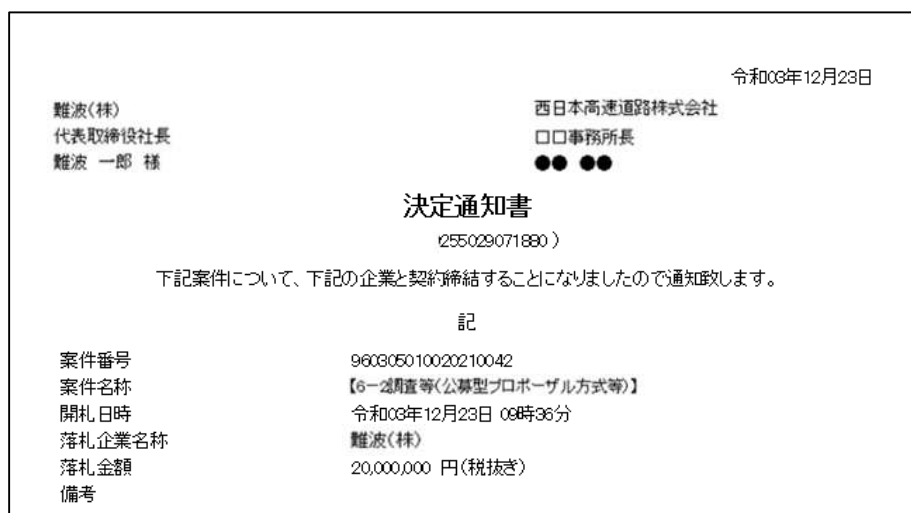 令和03年12月23日
難波(株)
代表取締役社長
難波 一郎 様
西日本高速道路株式会社
□□事務所長
●● ●●
決定通知書
(255029071880)
下記案件について、下記の企業と契約締結することになりましたので通知致します。
記
案件番号 960305010020210042
案件名称 【6-2調査等(公募型プロポーザル方式等)】
開札日時 令和03年12月23日 09時36分
落札企業名称 難波(株)
落札金額 20,000,000 円(税抜き)
備考